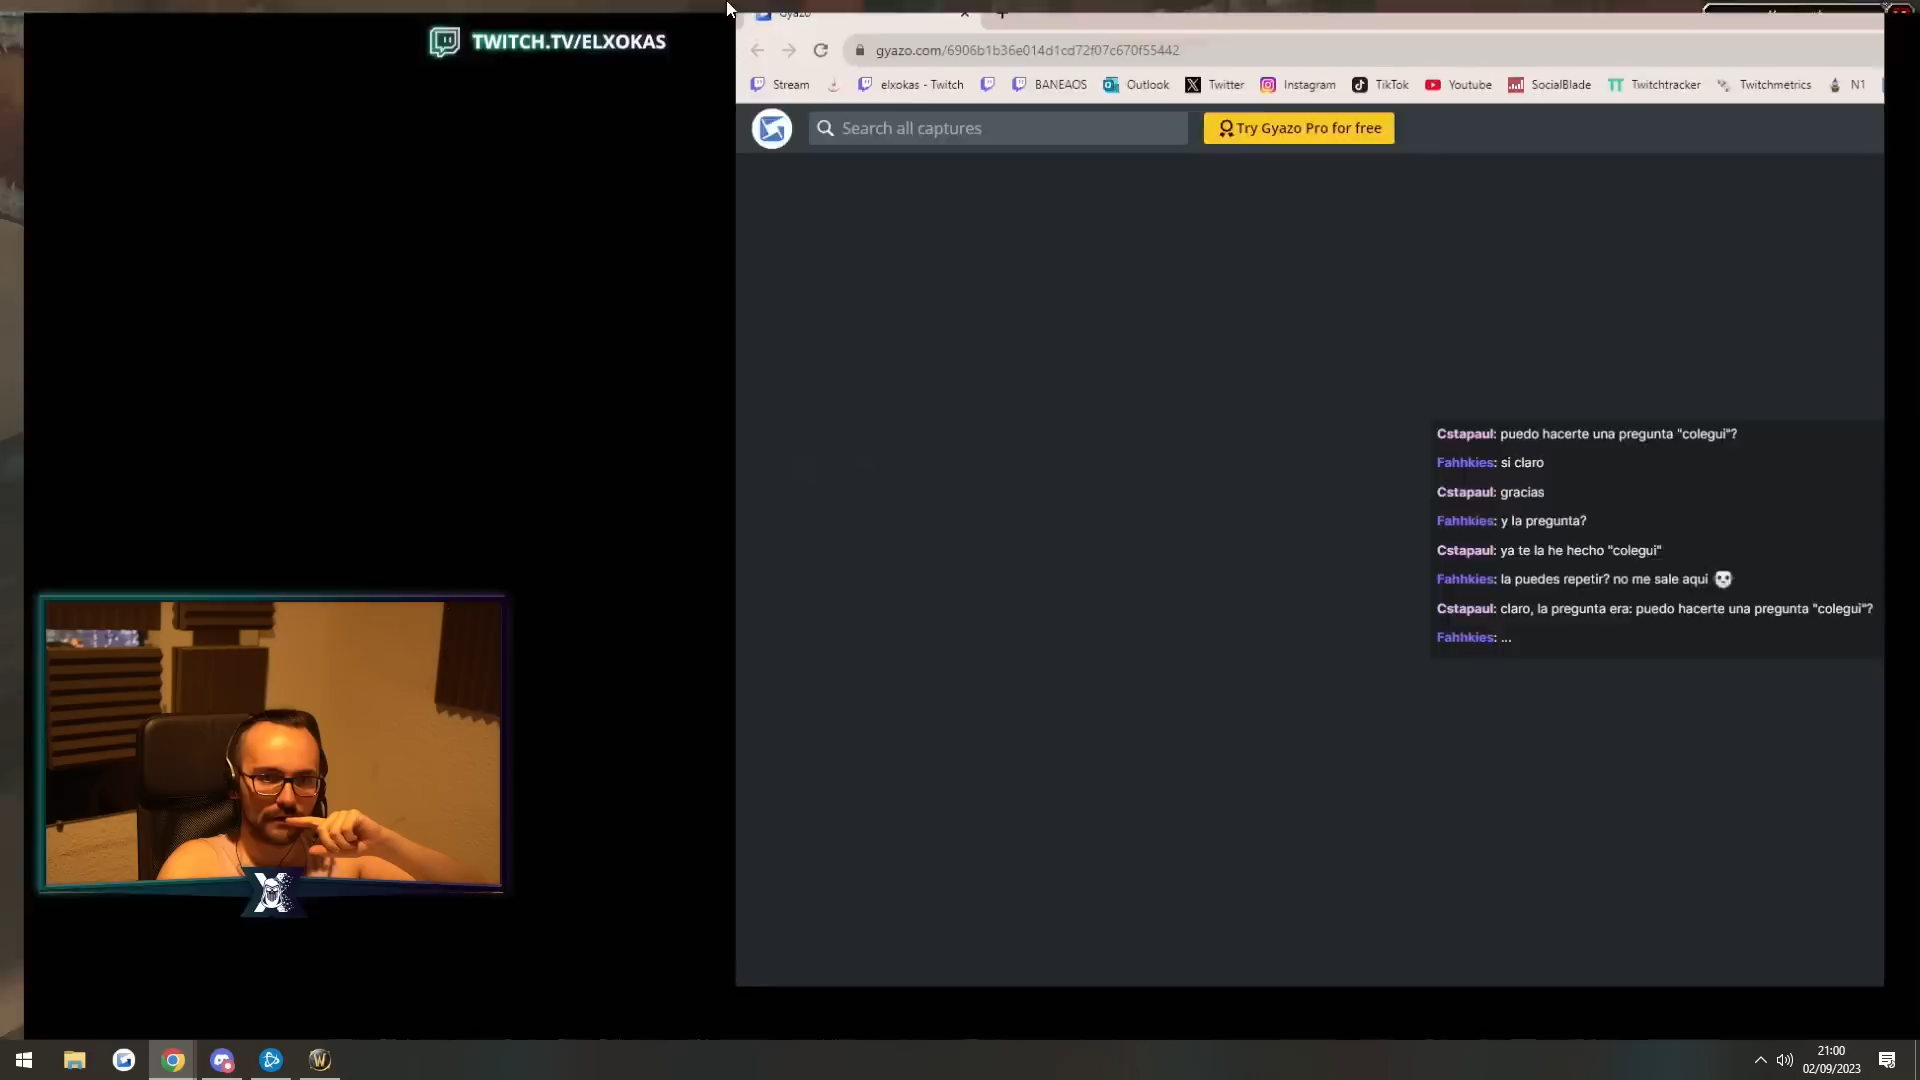 TWITCH.TV/ELXOKAS
Gyazo
gyazo.com/6906b1b36e014d1cd72f07c670f55442
Stream elxokas - Twitch BANEAOS Outlook Twitter Instagram TikTok Youtube SocialBlade Twitchtracker Twitchmetrics N1
Search all captures
Try Gyazo Pro for free
Cstapaul: puedo hacerte una pregunta "colegui"?
Fahhkies: si claro
Cstapaul: gracias
Fahhkies: y la pregunta?
Cstapaul: ya te la he hecho "colegui"
Fahhkies: la puedes repetir? no me sale aqui 💀
Cstapaul: claro, la pregunta era: puedo hacerte una pregunta "colegui"?
Fahhkies: ...
21:00
02/09/2023